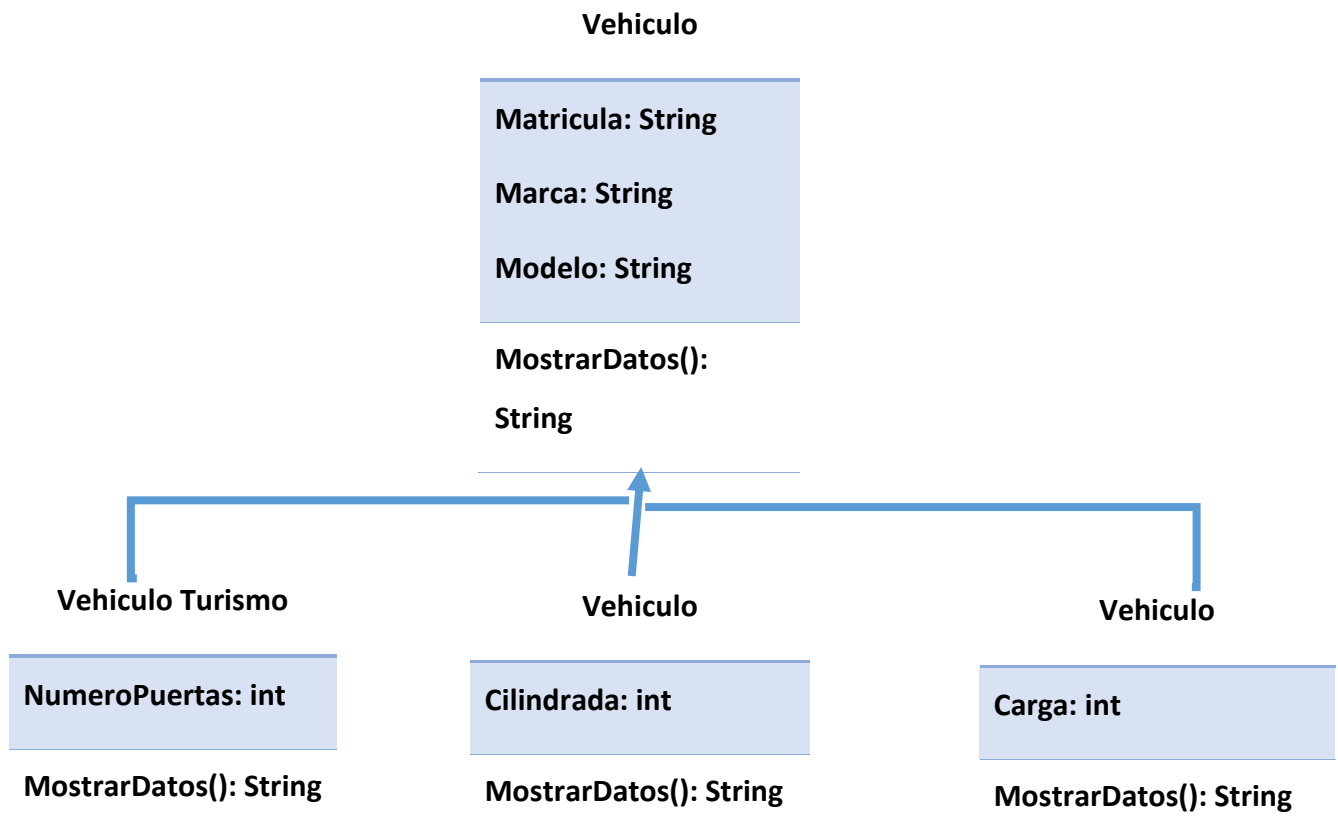 Vehiculo
Matricula: String
Marca: String
Modelo: String
MostrarDatos():
String
Vehiculo Turismo
NumeroPuertas: int
MostrarDatos(): String
Vehiculo
Cilindrada: int
MostrarDatos(): String
Vehiculo
Carga: int
MostrarDatos(): String